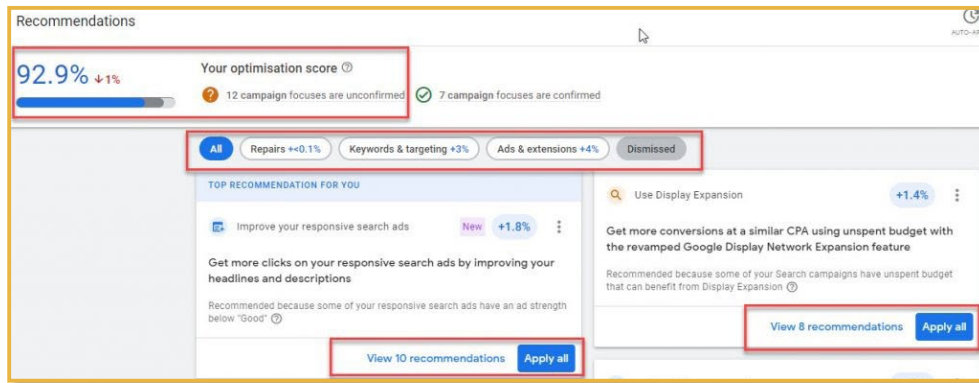 Recommendations
92.9% ↓1%
Your optimisation score
12 campaign focuses are unconfirmed
7 campaign focuses are confirmed
All
Repairs +<0.1%
Keywords & targeting +3%
Ads & extensions +4%
Dismissed
TOP RECOMMENDATION FOR YOU
Improve your responsive search ads
New
+1.8%
Get more clicks on your responsive search ads by improving your
headlines and descriptions
Recommended because some of your responsive search ads have an ad strength
below "Good"
View 10 recommendations
Apply all
Use Display Expansion
+1.4%
Get more conversions at a similar CPA using unspent budget with
the revamped Google Display Network Expansion feature
Recommended because some of your Search campaigns have unspent budget
that can benefit from Display Expansion
View 8 recommendations
Apply all